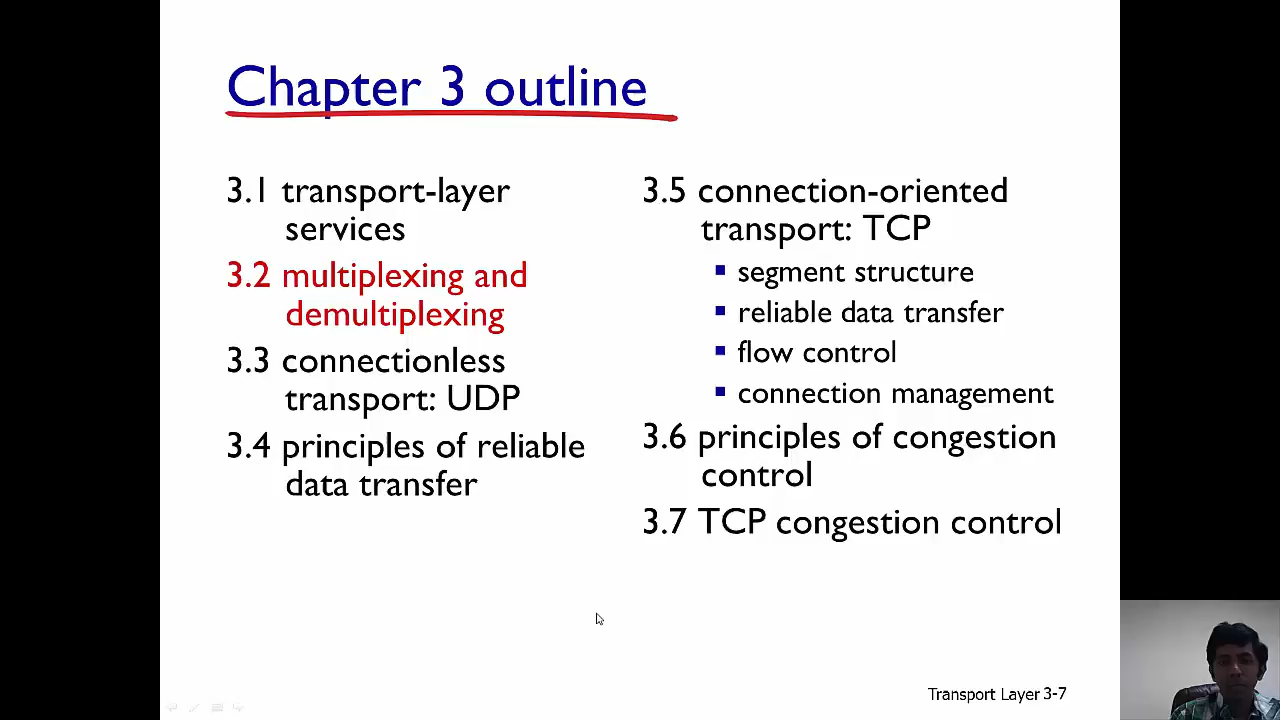 Chapter 3 outline
3.1 transport-layer
services
3.2 multiplexing and
demultiplexing
3.3 connectionless
transport: UDP
3.4 principles of reliable
data transfer
3.5 connection-oriented
transport: TCP
segment structure
reliable data transfer
flow control
connection management
3.6 principles of congestion
control
3.7 TCP congestion control
Transport Layer 3-7